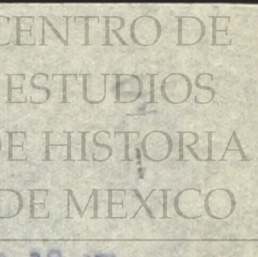 CENTRO DE
ESTUDIOS
DE HISTORIA
DE MEXICO